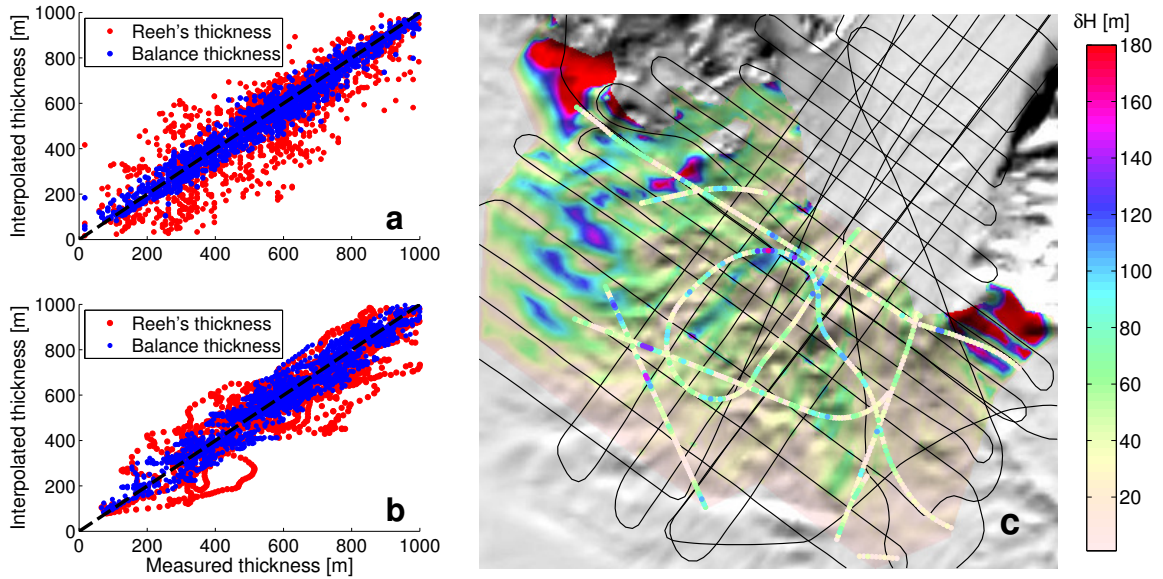 1000
800
600
400
200
0
0 200 400 600 800 1000
Interpolated thickness [m]
Reeh's thickness
Balance thickness
a
1000
800
600
400
200
0
0 200 400 600 800 1000
Interpolated thickness [m]
Measured thickness [m]
Reeh's thickness
Balance thickness
b
c
δH [m]
180
160
140
120
100
80
60
40
20